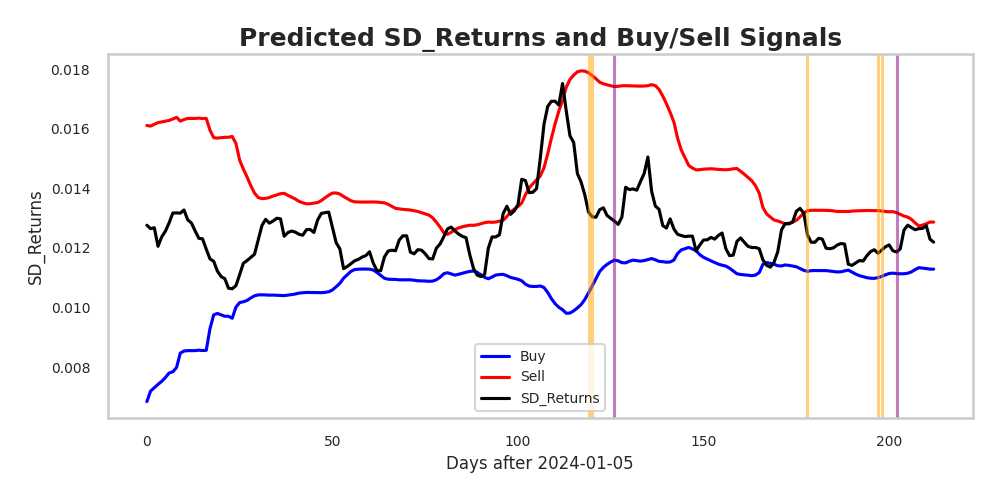 Predicted SD_Returns and Buy/Sell Signals
SD_Returns
0.018
0.016
0.014
0.012
0.010
0.008
Buy
Sell
SD_Returns
0
50
100
150
200
Days after 2024-01-05